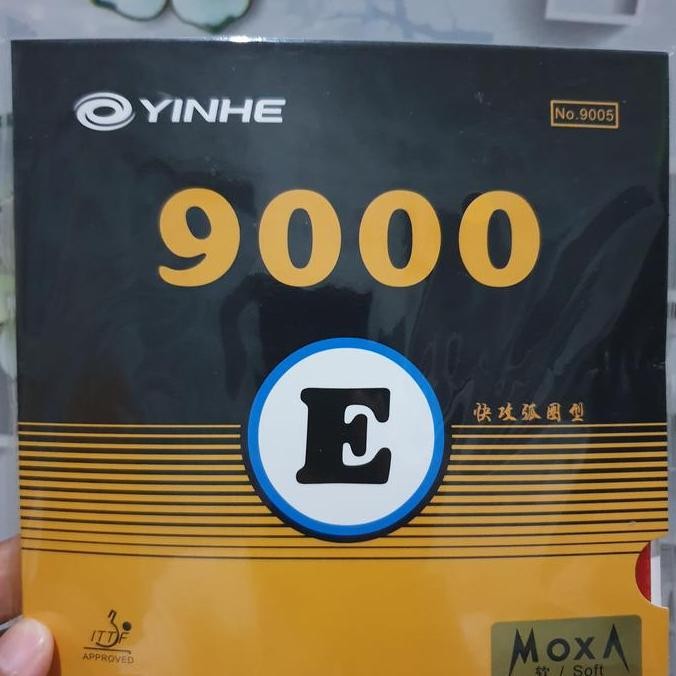 YINHE
No.9005
9000
E
快攻弧圈型
ITTF
APPROVED
MOXA
软 / Soft